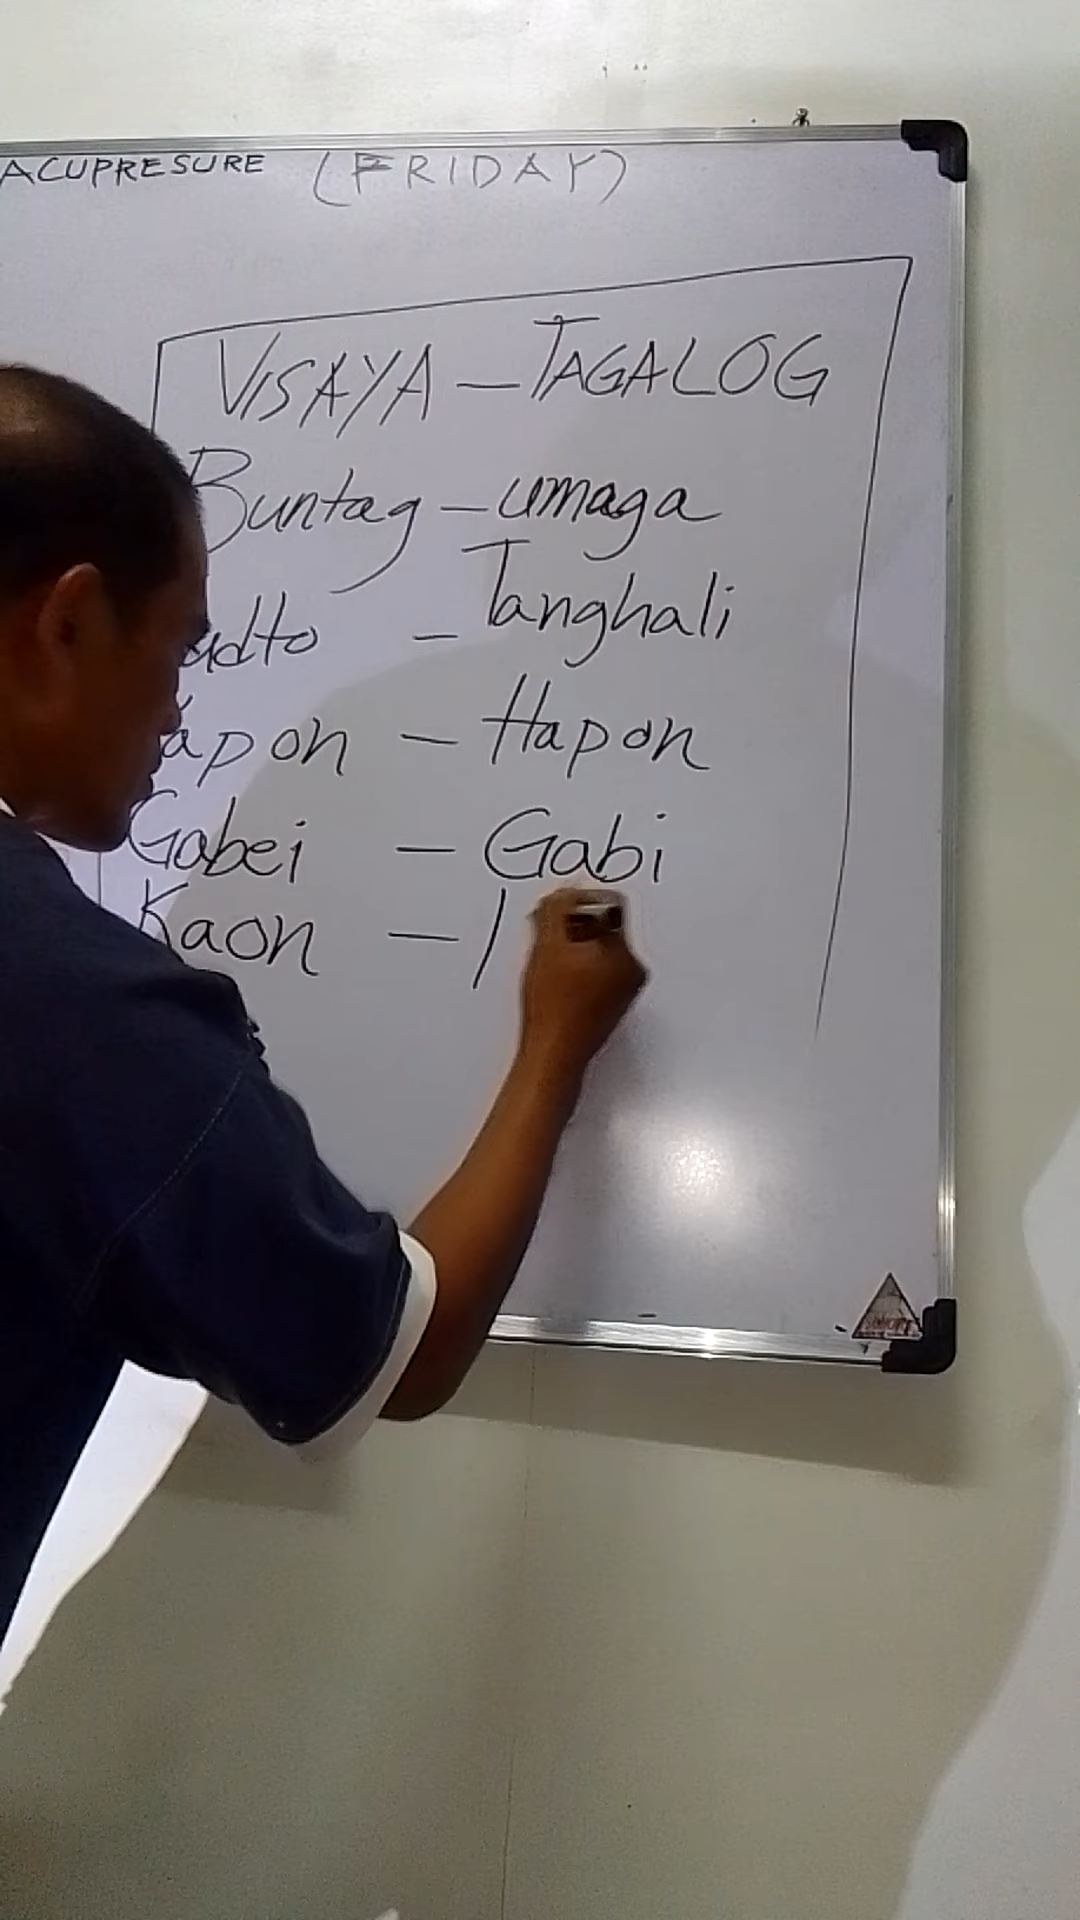 ACUPRESURE (FRIDAY)
VISAYA - TAGALOG
Buntag - umaga
udto - Tanghali
apon - Hapon
Gabei - Gabi
Kaon -